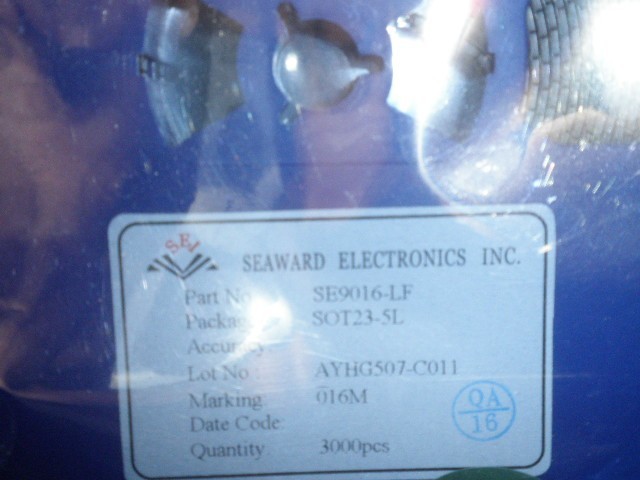 SEI
SEAWARD ELECTRONICS INC.
Part No SE9016-LF
Package SOT23-5L
Accuracy:
Lot No : AYHG507-C011
Marking: 016M
Date Code:
Quantity 3000pcs
QA
16